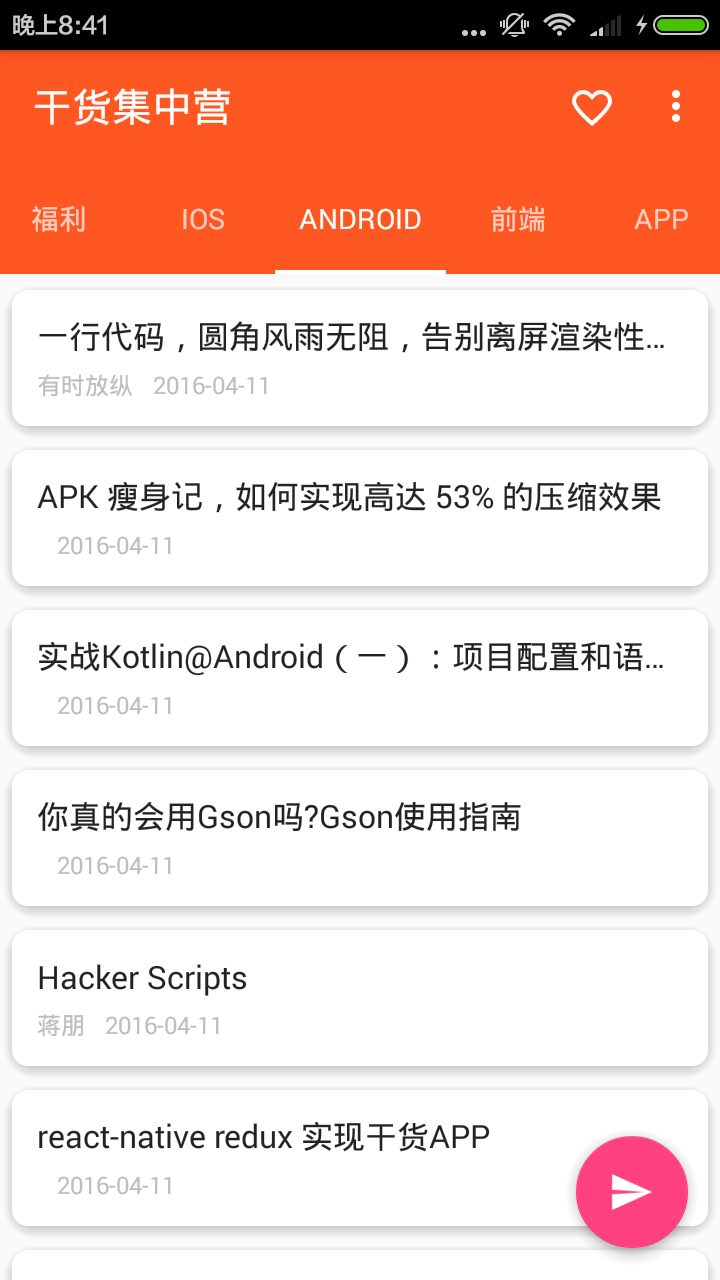 晚上8:41
干货集中营
福利 IOS ANDROID 前端 APP
一行代码，圆角风雨无阻，告别离屏渲染性...
有时放纵 2016-04-11
APK 瘦身记，如何实现高达 53% 的压缩效果
2016-04-11
实战Kotlin@Android（一）：项目配置和语...
2016-04-11
你真的会用Gson吗?Gson使用指南
2016-04-11
Hacker Scripts
蒋朋 2016-04-11
react-native redux 实现干货APP
2016-04-11